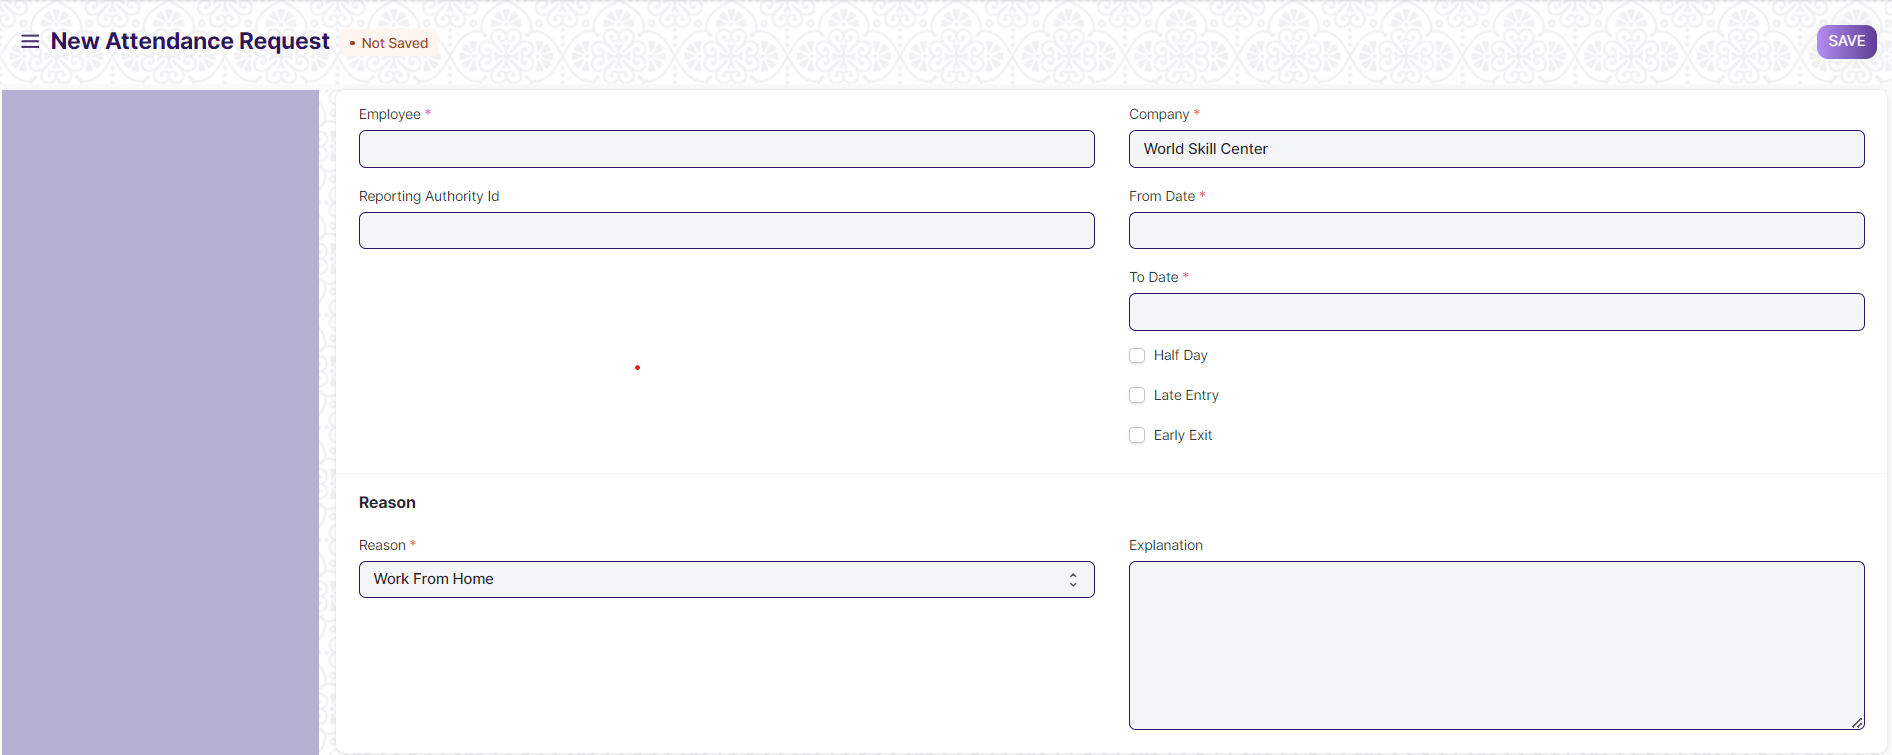 New Attendance Request
• Not Saved
SAVE
Employee *
Company *
World Skill Center
Reporting Authority Id
From Date *
To Date *
Half Day
Late Entry
Early Exit
Reason
Reason *
Work From Home
Explanation